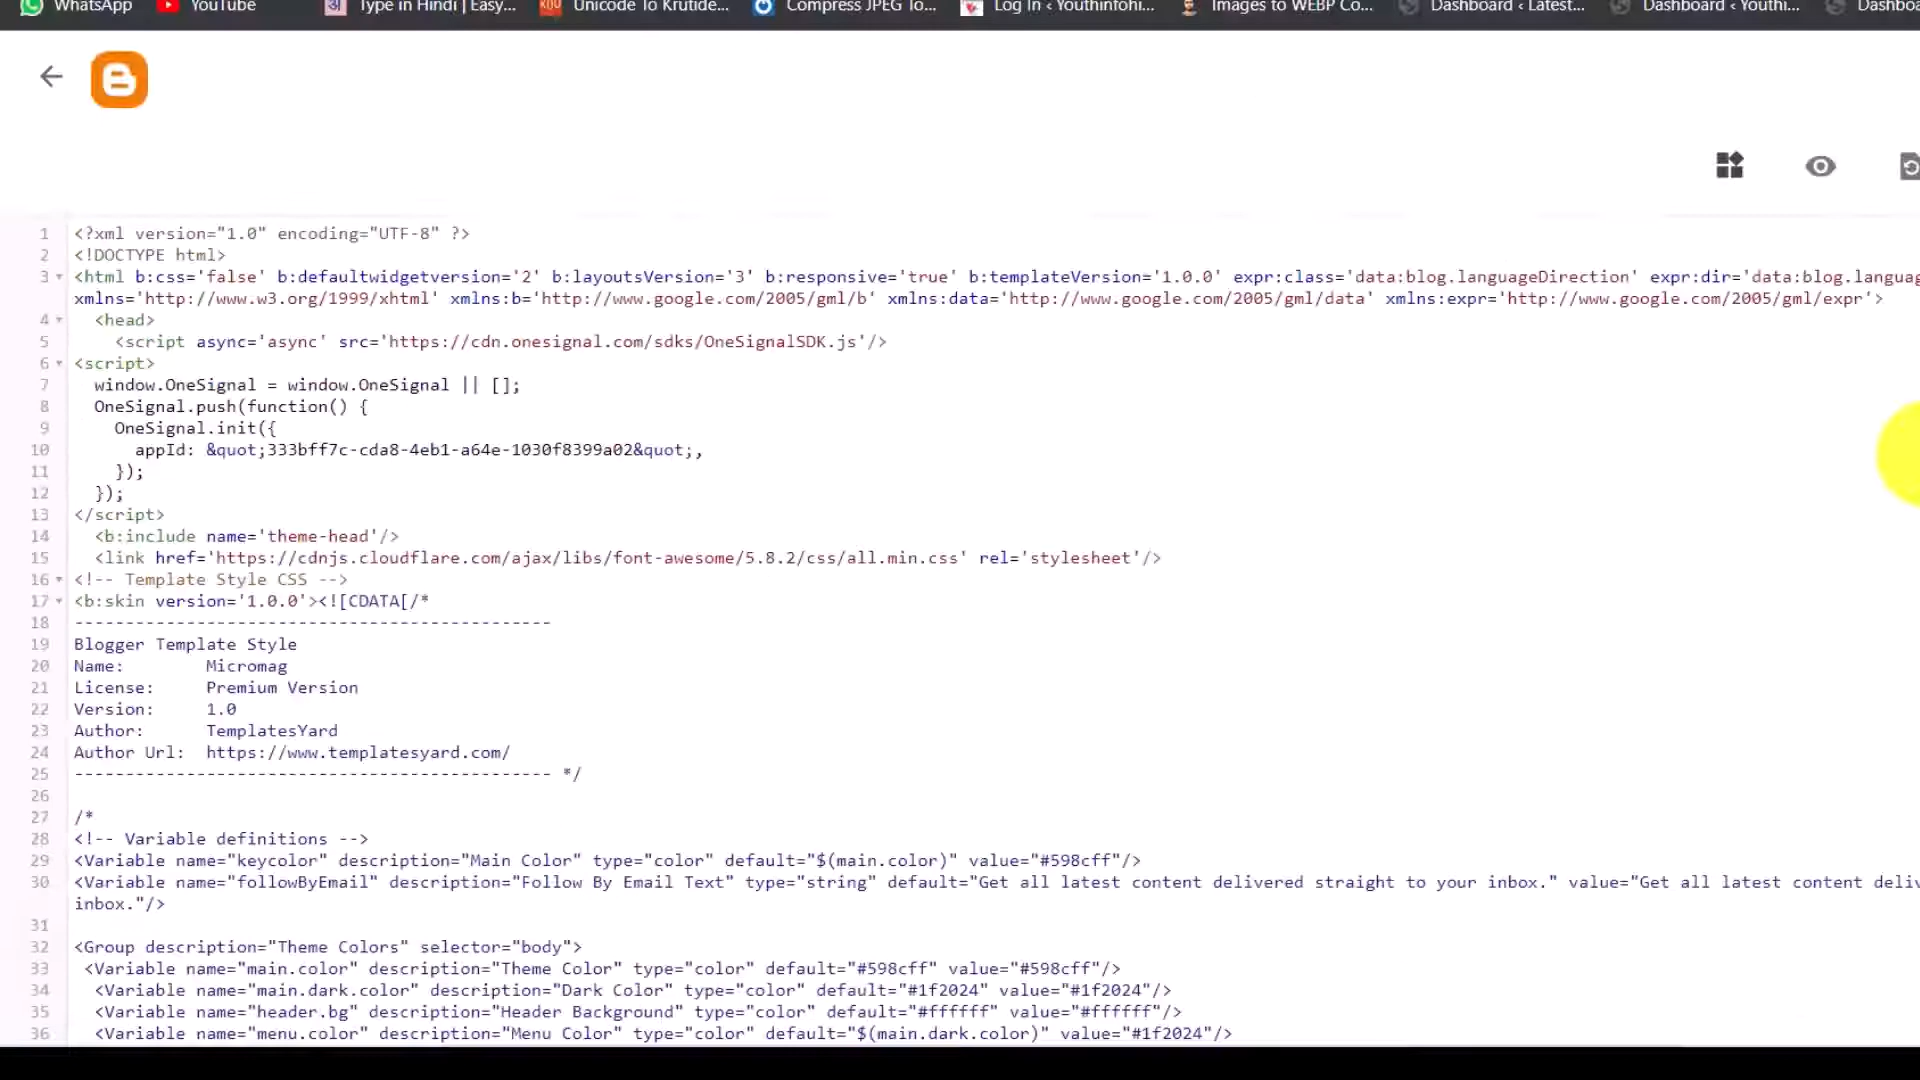 WhatsApp YouTube Type in Hindi | Easy... Unicode To Krutide... Compress JPEG To... Log In ‹ Youthinfohi... Images to WEBP Co... Dashboard ‹ Latest... Dashboard ‹ Youthi... Dashboa
1 <?xml version="1.0" encoding="UTF-8" ?>
2 <!DOCTYPE html>
3 <html b:css='false' b:defaultwidgetversion='2' b:layoutsVersion='3' b:responsive='true' b:templateVersion='1.0.0' expr:class='data:blog.languageDirection' expr:dir='data:blog.languag
xmlns='http://www.w3.org/1999/xhtml' xmlns:b='http://www.google.com/2005/gml/b' xmlns:data='http://www.google.com/2005/gml/data' xmlns:expr='http://www.google.com/2005/gml/expr'>
4 <head>
5 <script async='async' src='https://cdn.onesignal.com/sdks/OneSignalSDK.js'/>
6 <script>
7 window.OneSignal = window.OneSignal || [];
8 OneSignal.push(function() {
9 OneSignal.init({
10 appId: &quot;333bff7c-cda8-4eb1-a64e-1030f8399a02&quot;,
11 });
12 });
13 </script>
14 <b:include name='theme-head'/>
15 <link href='https://cdnjs.cloudflare.com/ajax/libs/font-awesome/5.8.2/css/all.min.css' rel='stylesheet'/>
16 <!-- Template Style CSS -->
17 <b:skin version='1.0.0'><![CDATA[/*
18 -----------------------------------------------
19 Blogger Template Style
20 Name: Micromag
21 License: Premium Version
22 Version: 1.0
23 Author: TemplatesYard
24 Author Url: https://www.templatesyard.com/
25 ----------------------------------------------- */
26
27 /*
28 <!-- Variable definitions -->
29 <Variable name="keycolor" description="Main Color" type="color" default="$(main.color)" value="#598cff"/>
30 <Variable name="followByEmail" description="Follow By Email Text" type="string" default="Get all latest content delivered straight to your inbox." value="Get all latest content deliv
inbox."/>
31
32 <Group description="Theme Colors" selector="body">
33 <Variable name="main.color" description="Theme Color" type="color" default="#598cff" value="#598cff"/>
34 <Variable name="main.dark.color" description="Dark Color" type="color" default="#1f2024" value="#1f2024"/>
35 <Variable name="header.bg" description="Header Background" type="color" default="#ffffff" value="#ffffff"/>
36 <Variable name="menu.color" description="Menu Color" type="color" default="$(main.dark.color)" value="#1f2024"/>